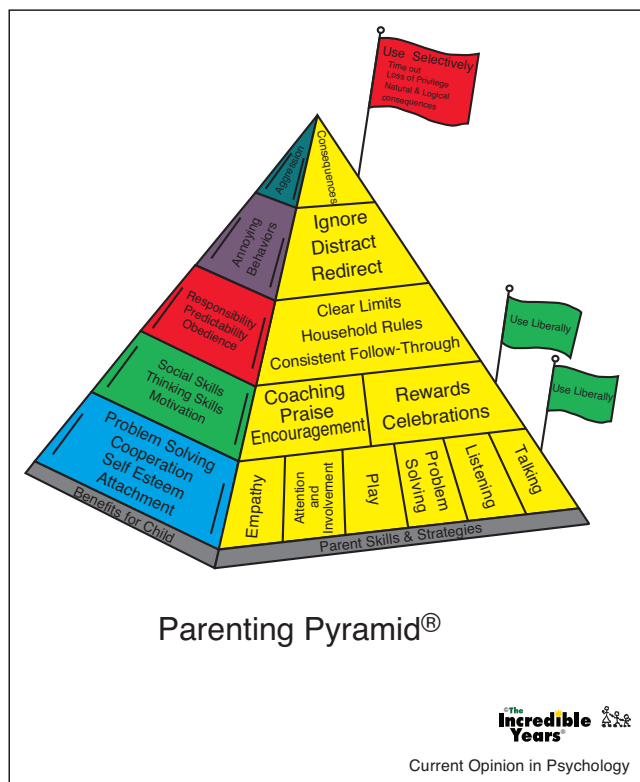 Use Selectively
Time out
Loss of Privilege
Natural & Logical
consequences
Aggression
Consequences
Annoying
Behaviors
Ignore
Distract
Redirect
Responsibility
Predictability
Obedience
Clear Limits
Household Rules
Consistent Follow-Through
Use Liberally
Use Liberally
Social Skills
Thinking Skills
Motivation
Coaching
Praise
Encouragement
Rewards
Celebrations
Problem Solving
Cooperation
Self Esteem
Attachment
Empathy
Attention
and
Involvement
Play
Problem
Solving
Listening
Talking
Benefits for Child
Parent Skills & Strategies
Parenting Pyramid®
©The
Incredible
Years®
Current Opinion in Psychology